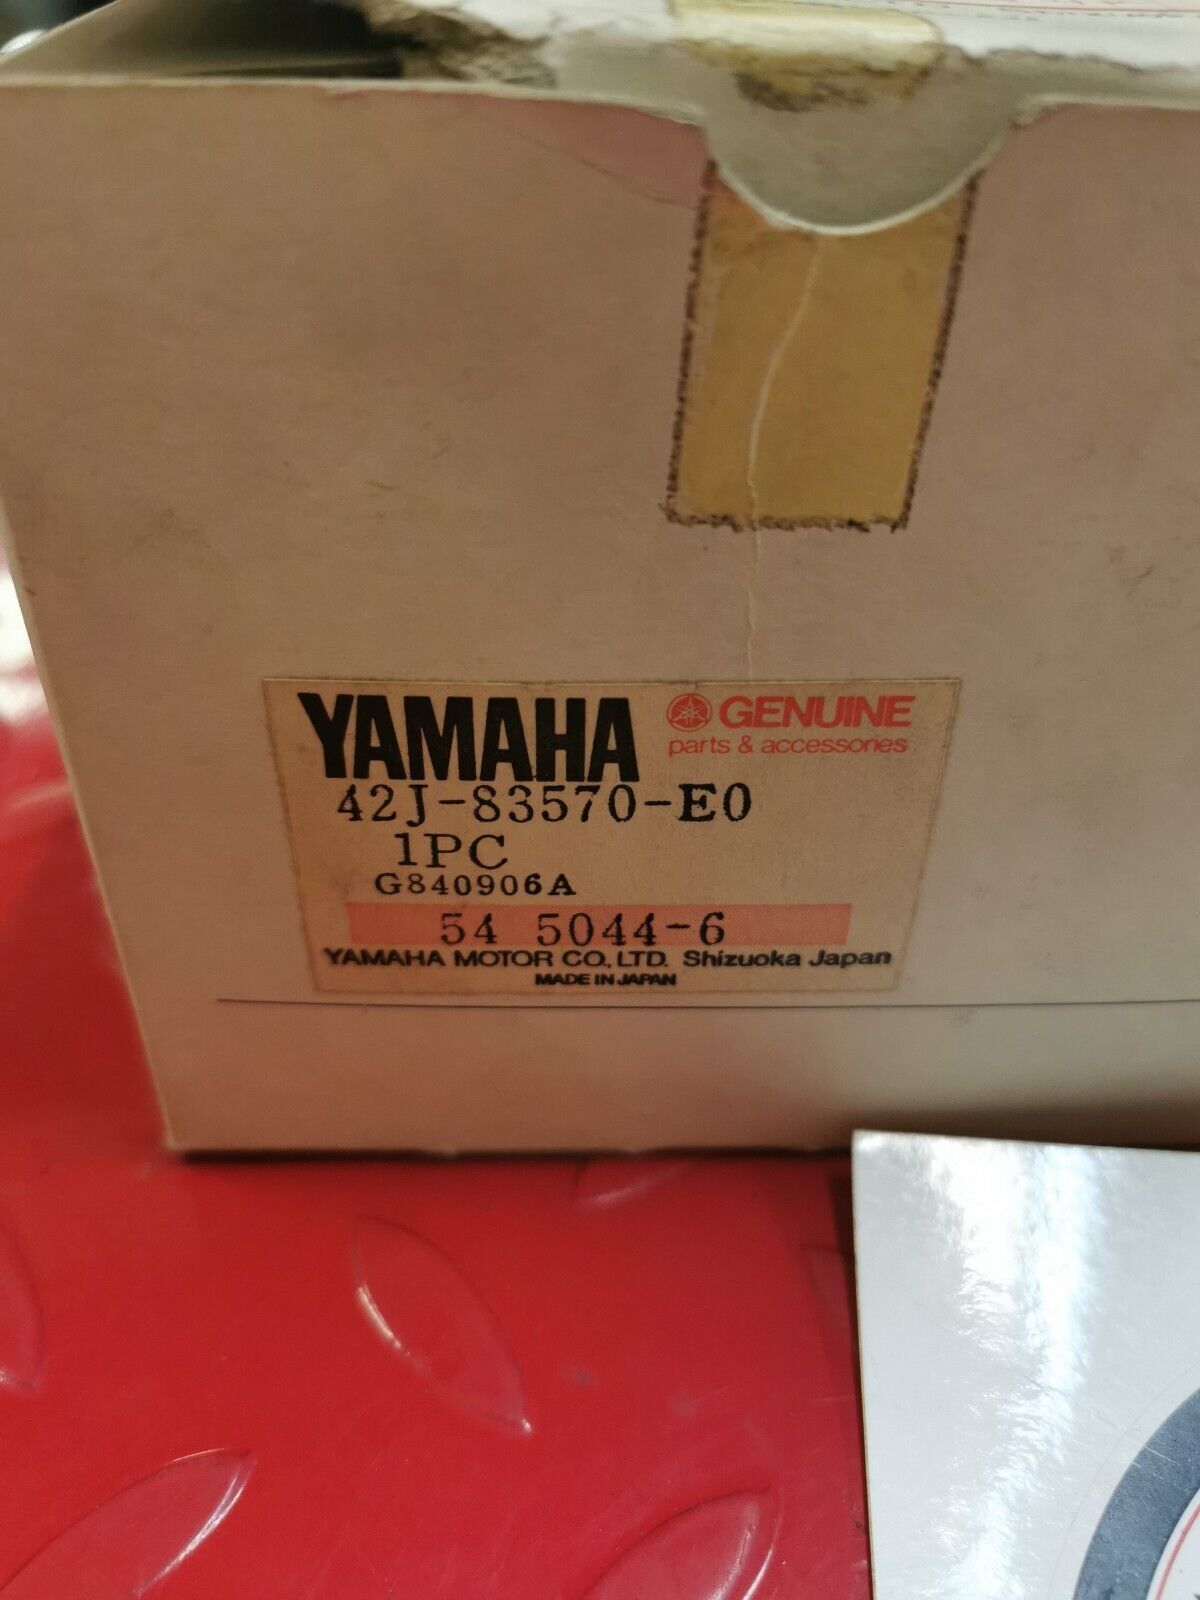 YAMAHA GENUINE
parts & accessories
42J-83570-E0
1PC
G840906A
54 5044-6
YAMAHA MOTOR CO., LTD. Shizuoka Japan
MADE IN JAPAN